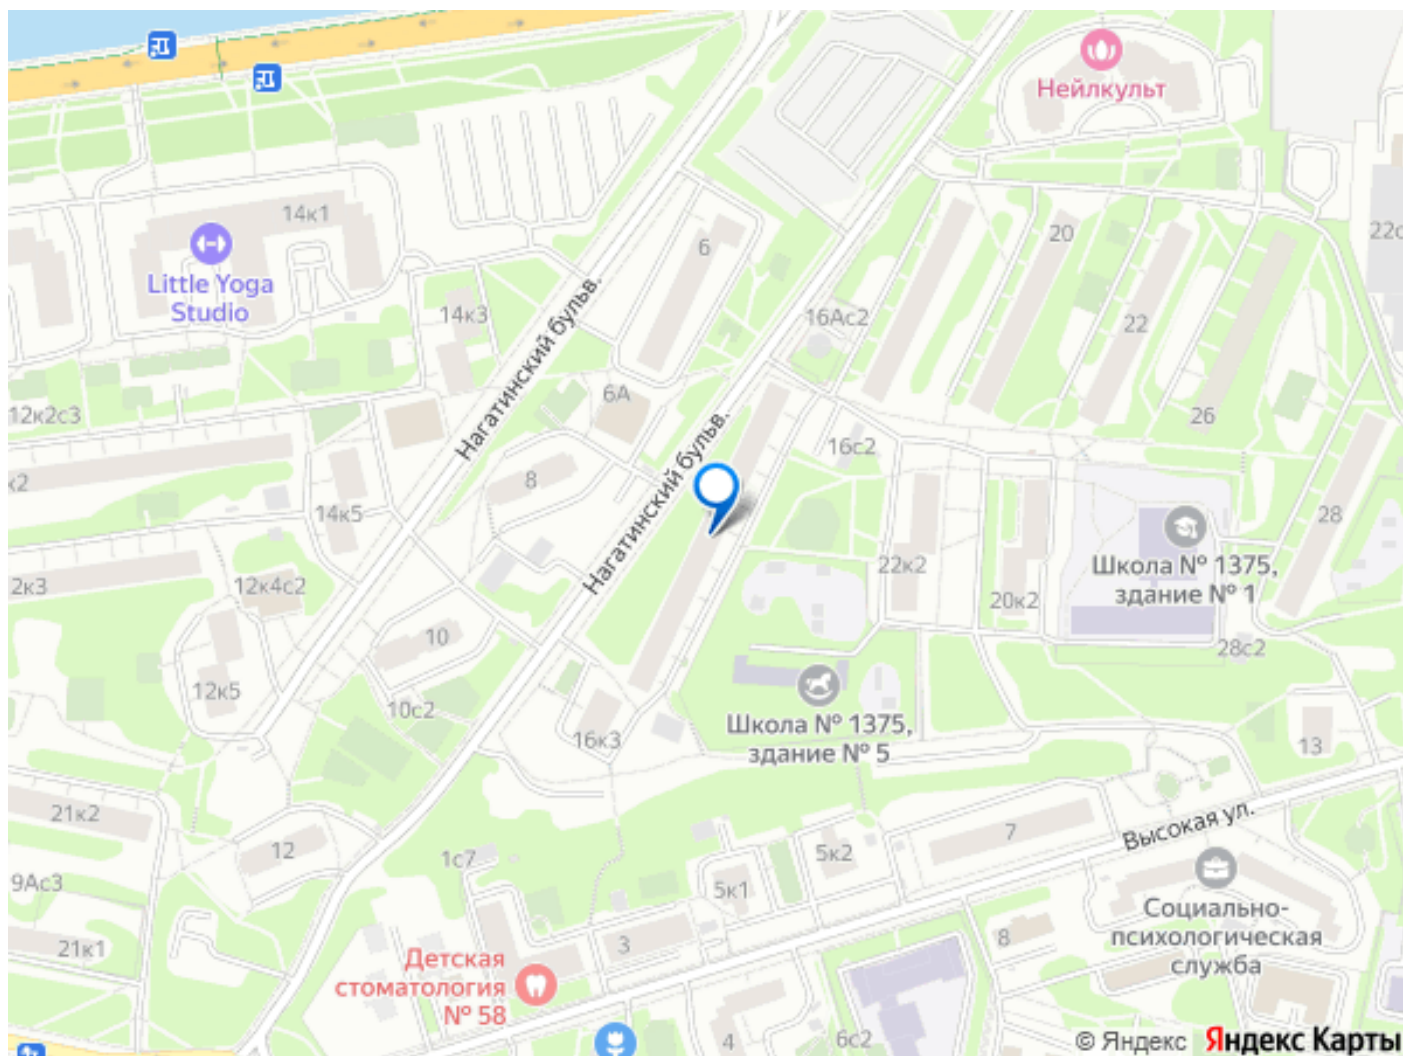 Нейлкульт
14к1
Little Yoga
Studio
6
20
22с
14к3
16Ас2
22
Нагатинский бульв.
6А
12к2с3
26
16с2
Нагатинский бульв.
к2
8
14к5
28
Школа № 1375,
здание № 1
22к2
2к3
12к4с2
20к2
10
28с2
12к5
10с2
Школа № 1375,
здание № 5
16к3
13
21к2
7
Высокая ул.
12
1с7
5к2
9Ас3
5к1
Социально-
психологическая
служба
21к1
3
8
Детская
стоматология
№ 58
4
6с2
© Яндекс Яндекс Карты